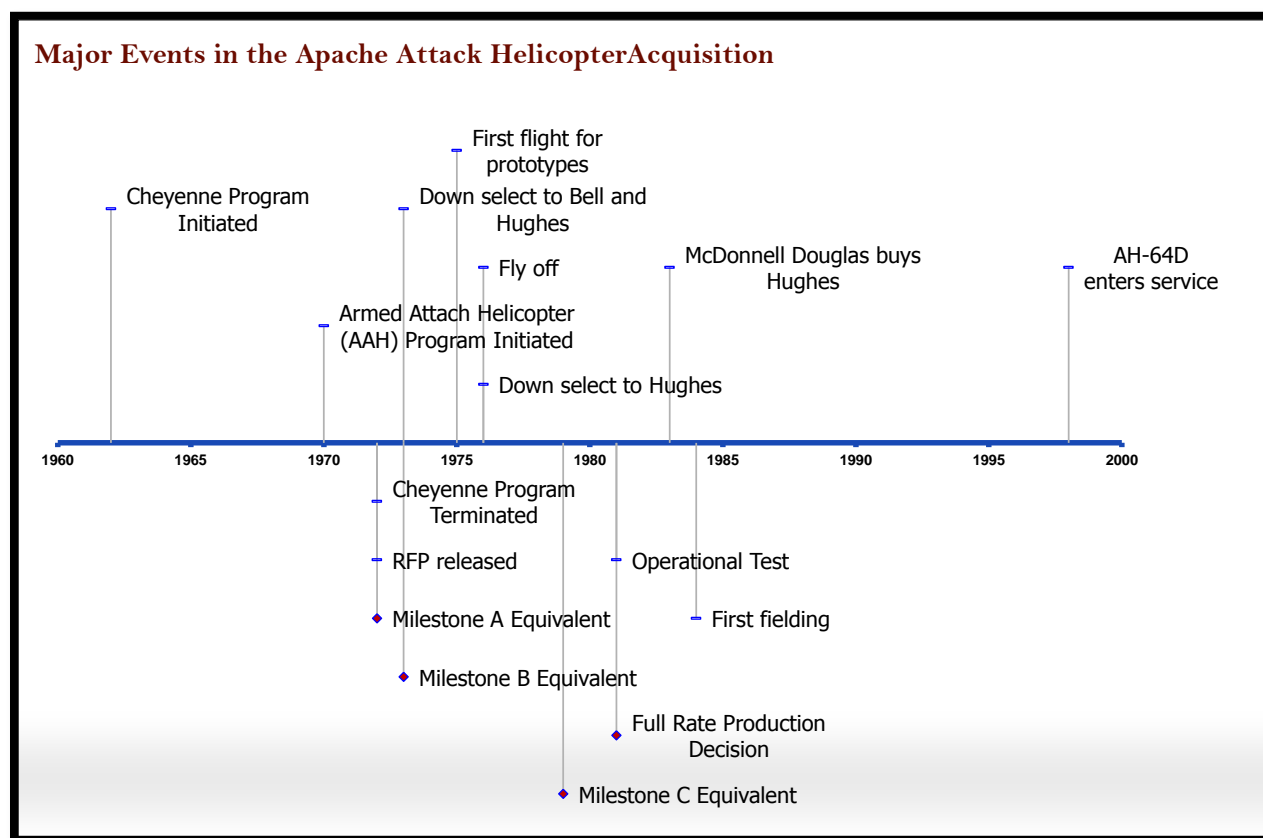 Major Events in the Apache Attack HelicopterAcquisition
First flight for
prototypes
Cheyenne Program
Initiated
Down select to Bell and
Hughes
Fly off
McDonnell Douglas buys
Hughes
AH-64D
enters service
Armed Attach Helicopter
(AAH) Program Initiated
Down select to Hughes
1960 1965 1970 1975 1980 1985 1990 1995 2000
Cheyenne Program
Terminated
RFP released
Operational Test
Milestone A Equivalent
First fielding
Milestone B Equivalent
Full Rate Production
Decision
Milestone C Equivalent